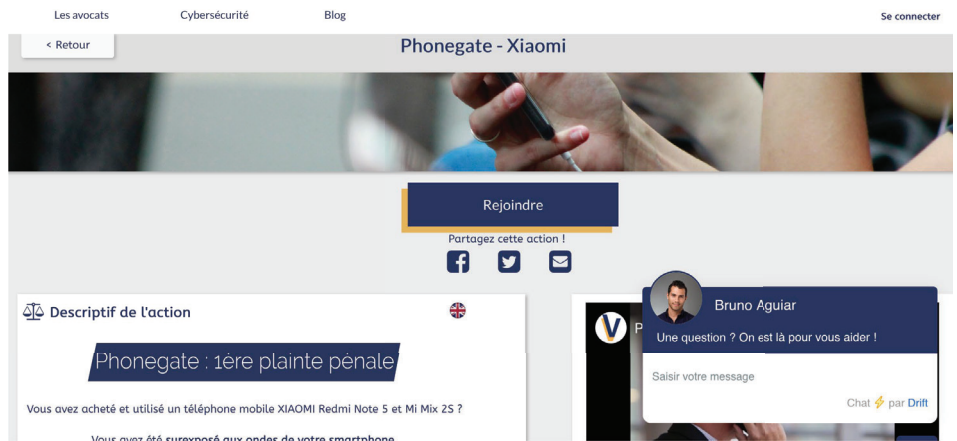 Les avocats Cybersécurité Blog Se connecter
< Retour
Phonegate - Xiaomi
Rejoindre
Partagez cette action !
Descriptif de l'action
Phonegate : 1ère plainte pénale
Vous avez acheté et utilisé un téléphone mobile XIAOMI Redmi Note 5 et Mi Mix 2S ?
Vous avez été surexposé aux ondes de votre smartphone
P
Bruno Aguiar
Une question ? On est là pour vous aider !
Saisir votre message
Chat ⚡ par Drift